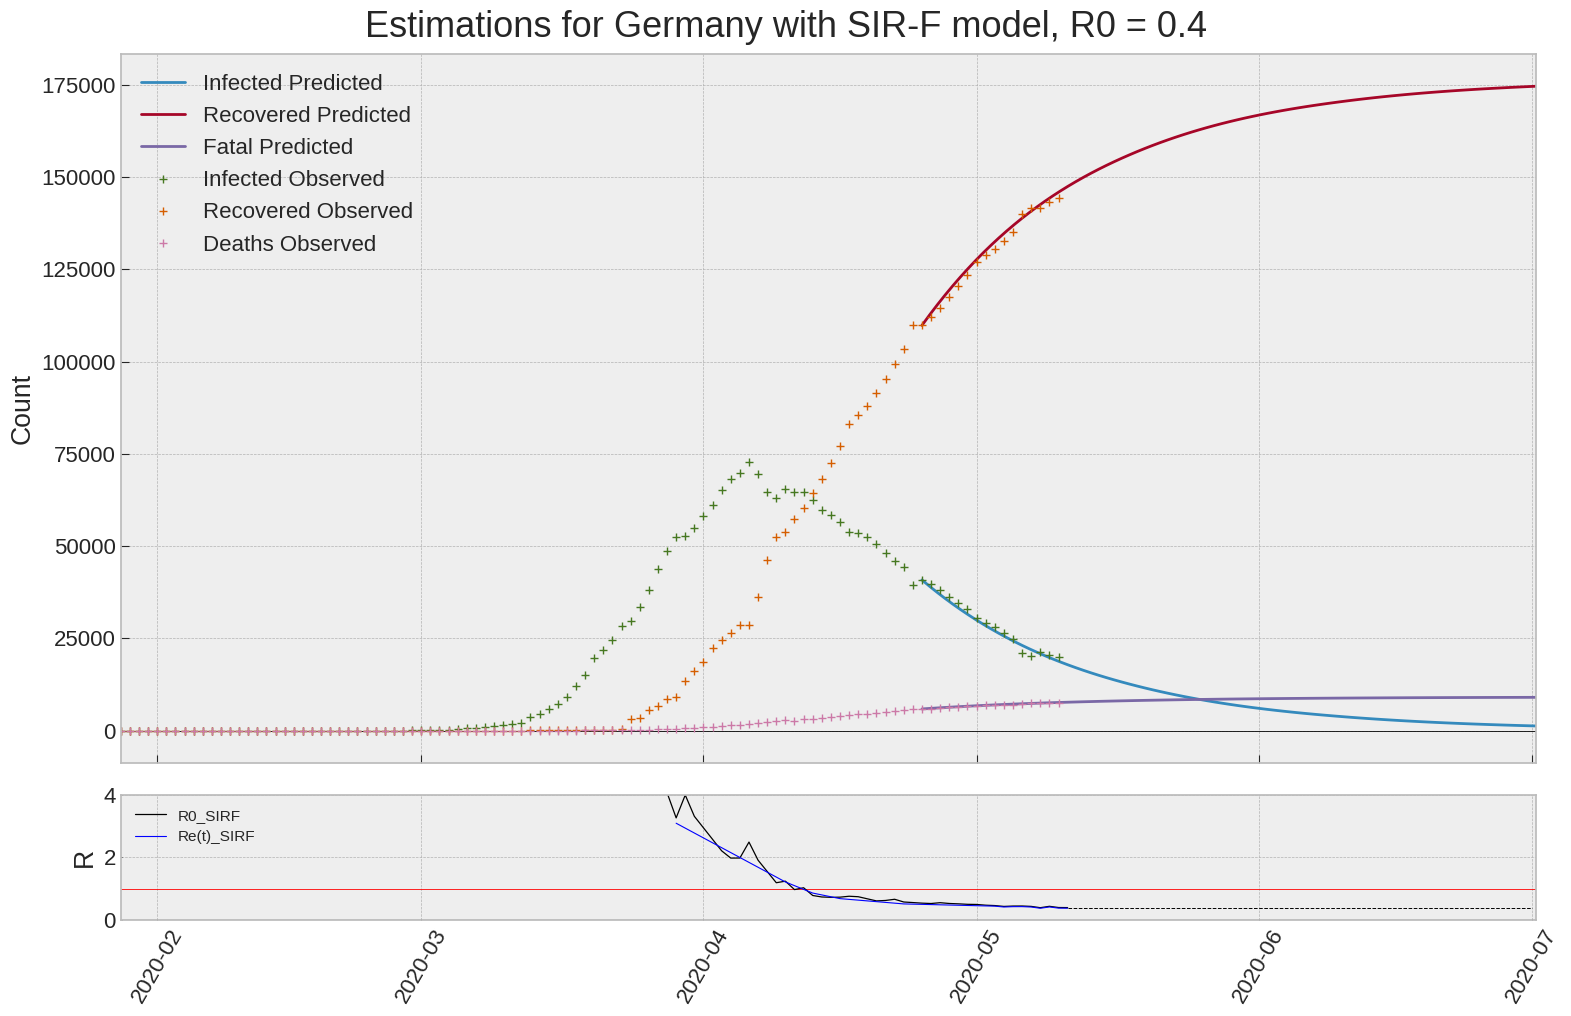 Estimations for Germany with SIR-F model, R0 = 0.4
Infected Predicted
Recovered Predicted
Fatal Predicted
Infected Observed
Recovered Observed
Deaths Observed
175000
150000
125000
100000
75000
50000
25000
0
Count
R0_SIRF
Re(t)_SIRF
4
2
0
R
2020-02
2020-03
2020-04
2020-05
2020-06
2020-07